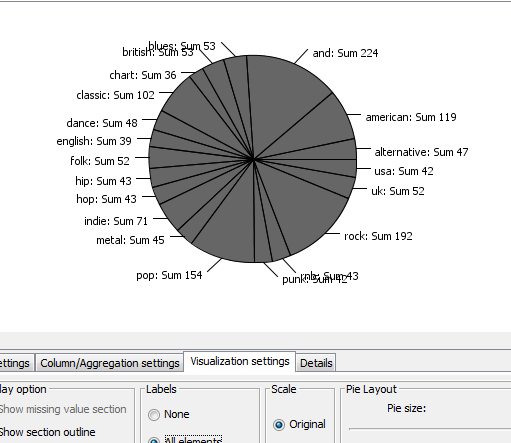 blues: Sum 53
british: Sum 53
and: Sum 224
chart: Sum 36
classic: Sum 102
american: Sum 119
dance: Sum 48
english: Sum 39
alternative: Sum 47
folk: Sum 52
usa: Sum 42
hip: Sum 43
uk: Sum 52
hop: Sum 43
indie: Sum 71
metal: Sum 45
rock: Sum 192
pop: Sum 154
rnb: Sum 43
punk: Sum 42
ettings Column/Aggregation settings Visualization settings Details
lay option Labels Scale Pie Layout
Show missing value section None Pie size:
Show section outline All elements Original